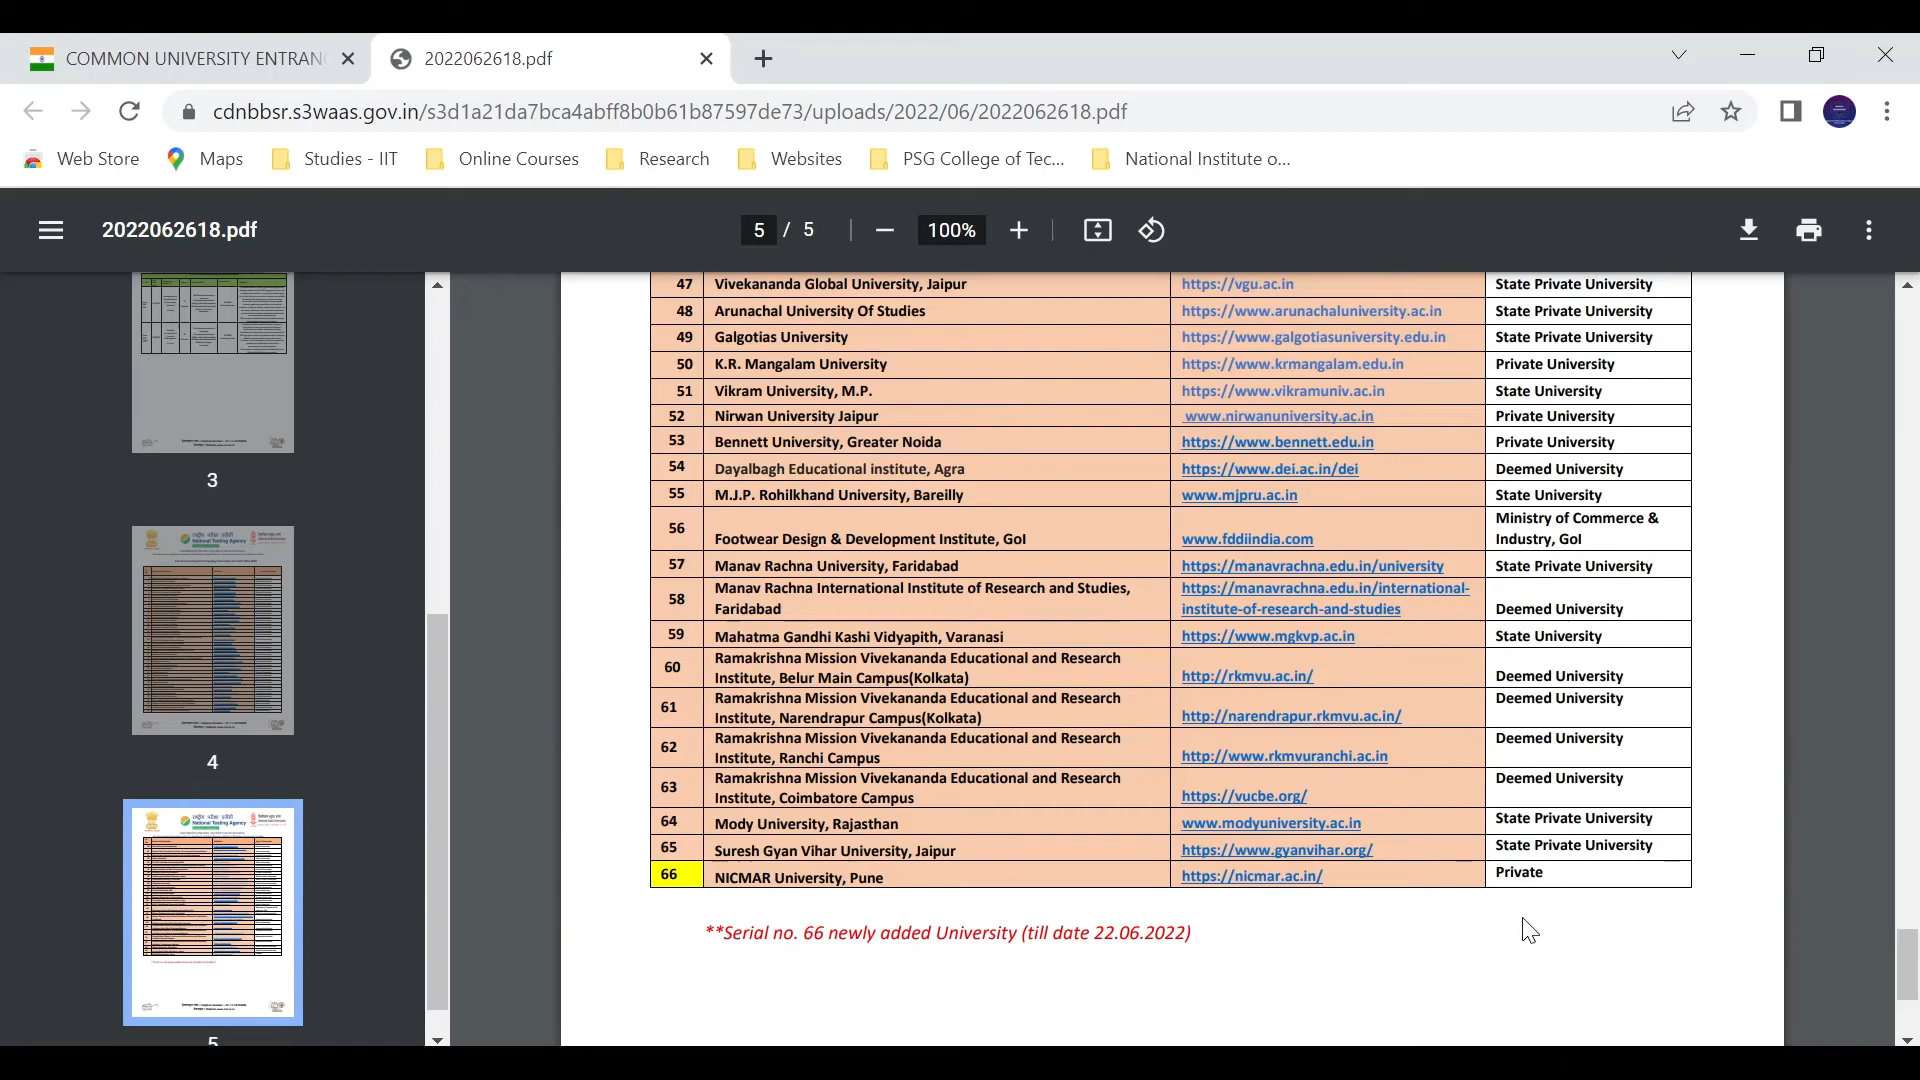 COMMON UNIVERSITY ENTRAN
2022062618.pdf
cdnbbsr.s3waas.gov.in/s3d1a21da7bca4abff8b0b61b87597de73/uploads/2022/06/2022062618.pdf
Web Store
Maps
Studies - IIT
Online Courses
Research
Websites
PSG College of Tec...
National Institute o...
2022062618.pdf
5 / 5
100%
3
4
5
47 Vivekananda Global University, Jaipur https://vgu.ac.in State Private University
48 Arunachal University Of Studies https://www.arunachaluniversity.ac.in State Private University
49 Galgotias University https://www.galgotiasuniversity.edu.in State Private University
50 K.R. Mangalam University https://www.krmangalam.edu.in Private University
51 Vikram University, M.P. https://www.vikramuniv.ac.in State University
52 Nirwan University Jaipur www.nirwanuniversity.ac.in Private University
53 Bennett University, Greater Noida https://www.bennett.edu.in Private University
54 Dayalbagh Educational institute, Agra https://www.dei.ac.in/dei Deemed University
55 M.J.P. Rohilkhand University, Bareilly www.mjpru.ac.in State University
56 Footwear Design & Development Institute, GoI www.fddiindia.com Ministry of Commerce &
Industry, GoI
57 Manav Rachna University, Faridabad https://manavrachna.edu.in/university State Private University
58 Manav Rachna International Institute of Research and Studies, https://manavrachna.edu.in/international-
Faridabad institute-of-research-and-studies Deemed University
59 Mahatma Gandhi Kashi Vidyapith, Varanasi https://www.mgkvp.ac.in State University
60 Ramakrishna Mission Vivekananda Educational and Research
Institute, Belur Main Campus(Kolkata) http://rkmvu.ac.in/ Deemed University
61 Ramakrishna Mission Vivekananda Educational and Research Deemed University
Institute, Narendrapur Campus(Kolkata) http://narendrapur.rkmvu.ac.in/
62 Ramakrishna Mission Vivekananda Educational and Research Deemed University
Institute, Ranchi Campus http://www.rkmvuranchi.ac.in
63 Ramakrishna Mission Vivekananda Educational and Research Deemed University
Institute, Coimbatore Campus https://vucbe.org/
64 Mody University, Rajasthan www.modyuniversity.ac.in State Private University
65 Suresh Gyan Vihar University, Jaipur https://www.gyanvihar.org/ State Private University
66 NICMAR University, Pune https://nicmar.ac.in/ Private
**Serial no. 66 newly added University (till date 22.06.2022)